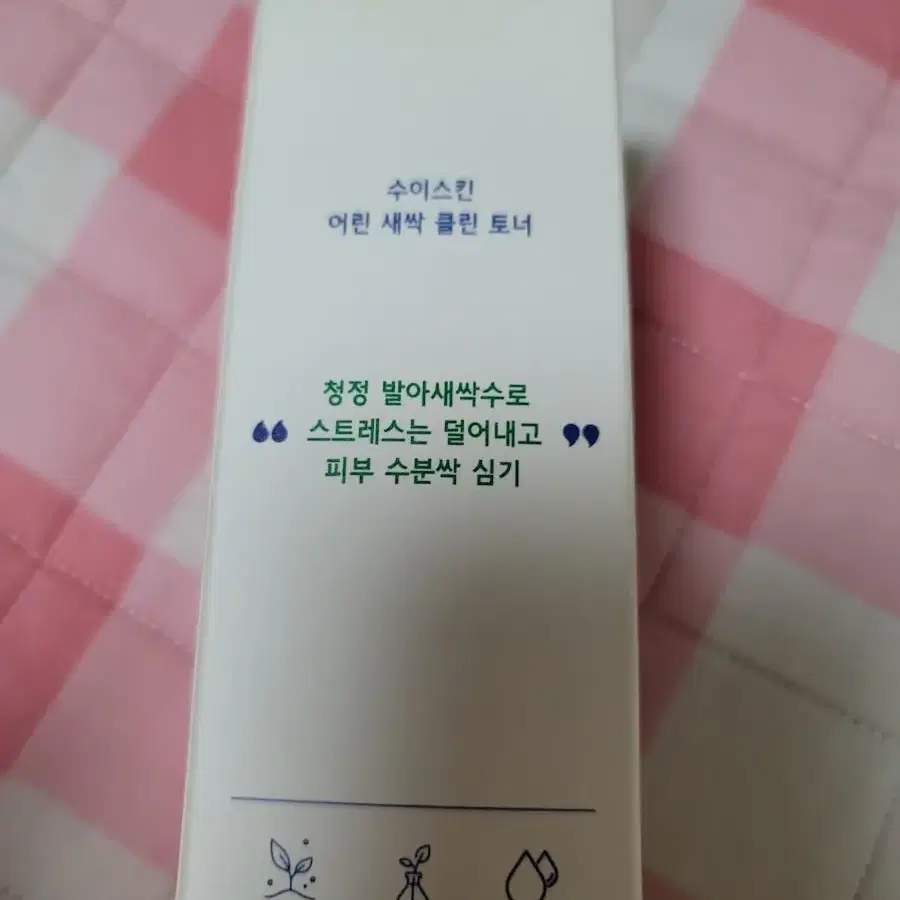 수이스킨
어린 새싹 클린 토너
청정 발아새싹수로
“ 스트레스는 덜어내고 ”
피부 수분싹 심기